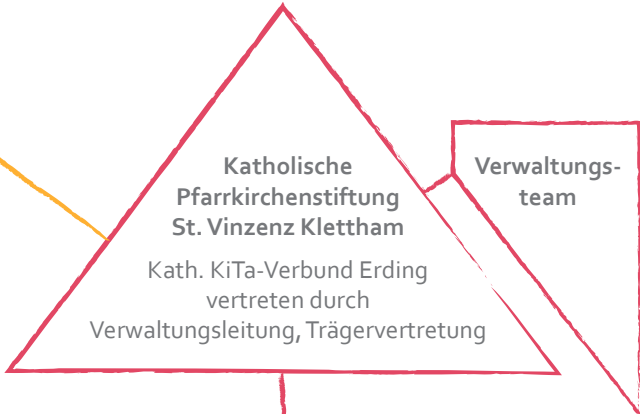 Katholische
Pfarrkirchenstiftung
St. Vinzenz Klettham
Kath. KiTa-Verbund Erding
vertreten durch
Verwaltungsleitung, Trägervertretung
Verwaltungs-
team